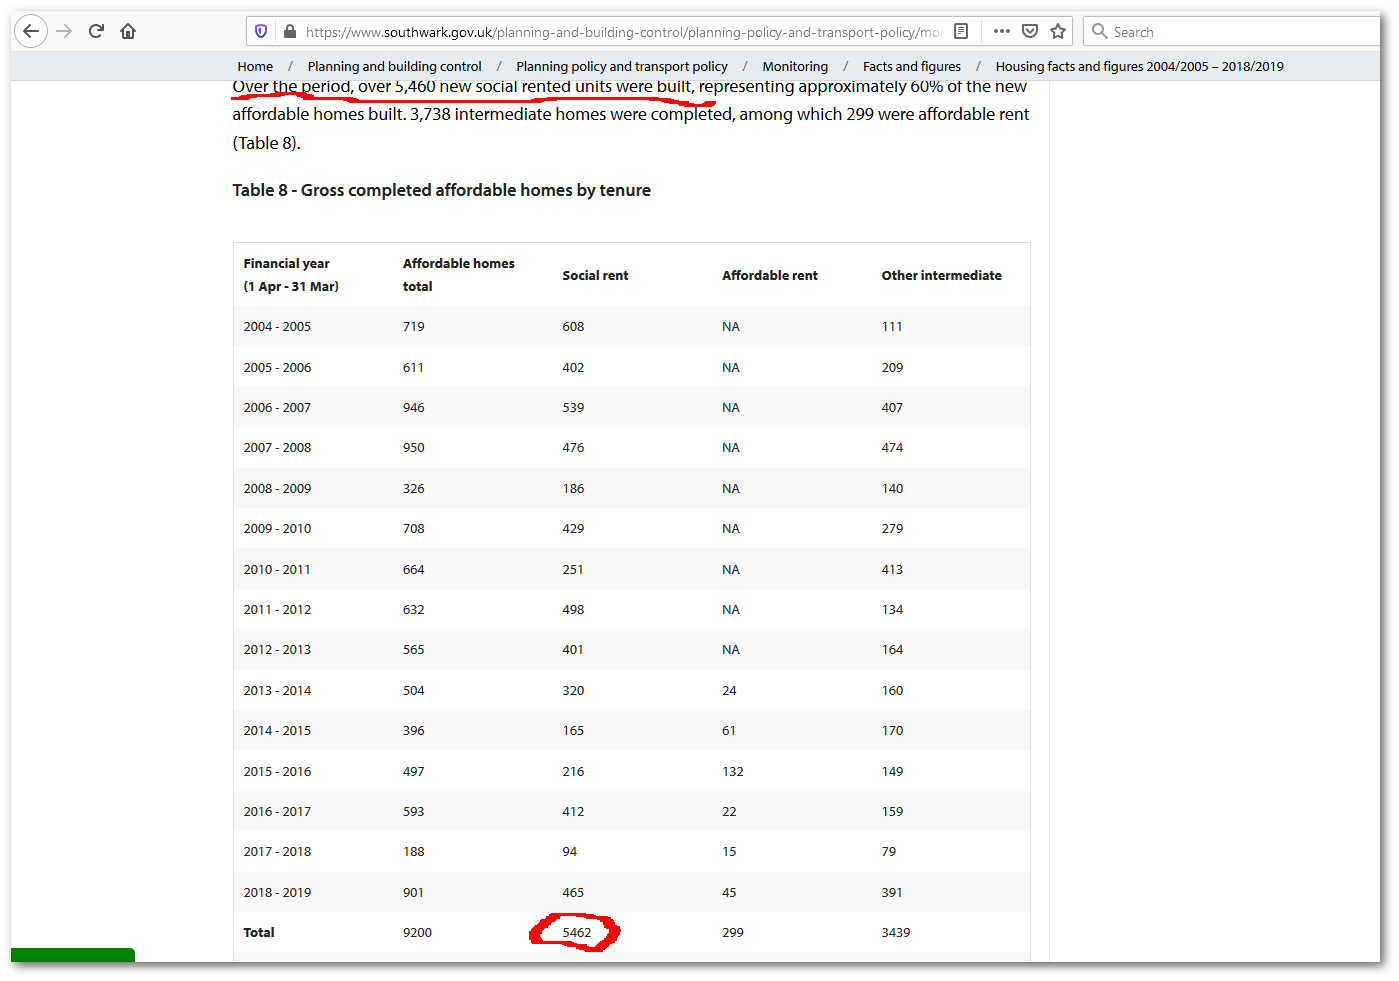 https://www.southwark.gov.uk/planning-and-building-control/planning-policy-and-transport-policy/mor
Search
Home / Planning and building control / Planning policy and transport policy / Monitoring / Facts and figures / Housing facts and figures 2004/2005 – 2018/2019
Over the period, over 5,460 new social rented units were built, representing approximately 60% of the new
affordable homes built. 3,738 intermediate homes were completed, among which 299 were affordable rent
(Table 8).
Table 8 - Gross completed affordable homes by tenure
Financial year (1 Apr - 31 Mar) Affordable homes total Social rent Affordable rent Other intermediate
2004 - 2005 719 608 NA 111
2005 - 2006 611 402 NA 209
2006 - 2007 946 539 NA 407
2007 - 2008 950 476 NA 474
2008 - 2009 326 186 NA 140
2009 - 2010 708 429 NA 279
2010 - 2011 664 251 NA 413
2011 - 2012 632 498 NA 134
2012 - 2013 565 401 NA 164
2013 - 2014 504 320 24 160
2014 - 2015 396 165 61 170
2015 - 2016 497 216 132 149
2016 - 2017 593 412 22 159
2017 - 2018 188 94 15 79
2018 - 2019 901 465 45 391
Total 9200 5462 299 3439